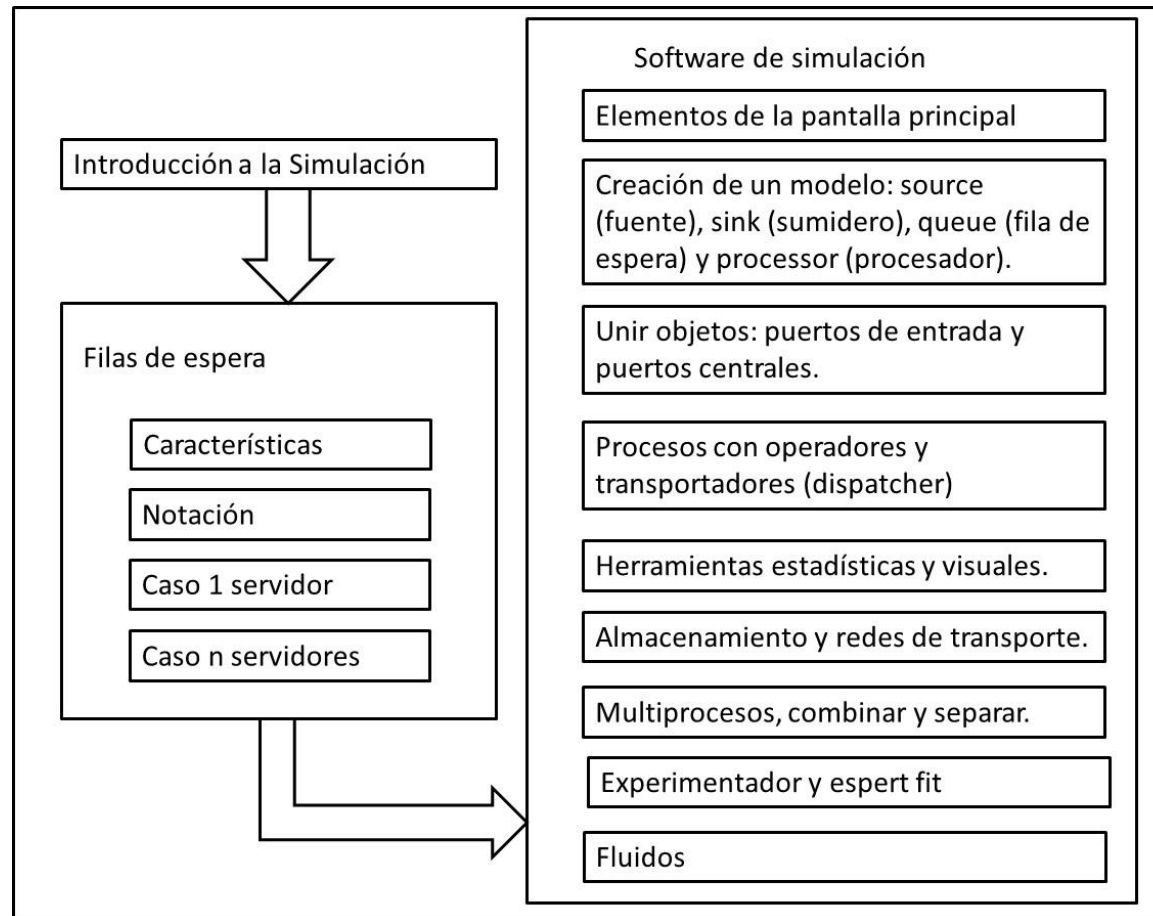 Introducción a la Simulación
Filas de espera
Característícas
Notación
Caso 1 servidor
Caso n servidores
Software de simulación
Elementos de la pantalla principal
Creación de un modelo: source
(fuente), sink (sumidero), queue (fila de
espera) y processor (procesador).
Unir objetos: puertos de entrada y
puertos centrales.
Procesos con operadores y
transportadores (dispatcher)
Herramientas estadísticas y visuales.
Almacenamiento y redes de transporte.
Multiprocesos, combinar y separar.
Experimentador y espert fit
Fluidos